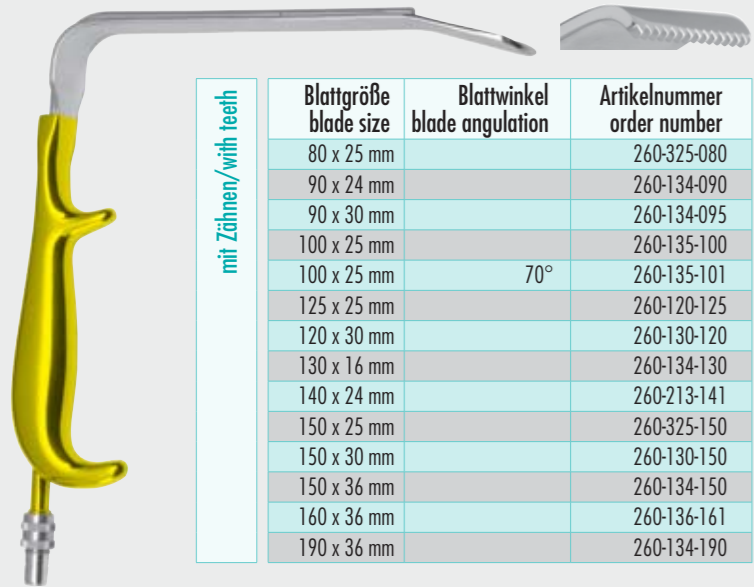 mit Zähnen/with teeth
Blattgröße Blattwinkel Artikelnummer
blade size blade angulation order number
80 x 25 mm 260-325-080
90 x 24 mm 260-134-090
90 x 30 mm 260-134-095
100 x 25 mm 260-135-100
100 x 25 mm 70° 260-135-101
125 x 25 mm 260-120-125
120 x 30 mm 260-130-120
130 x 16 mm 260-134-130
140 x 24 mm 260-213-141
150 x 25 mm 260-325-150
150 x 30 mm 260-130-150
150 x 36 mm 260-134-150
160 x 36 mm 260-136-161
190 x 36 mm 260-134-190